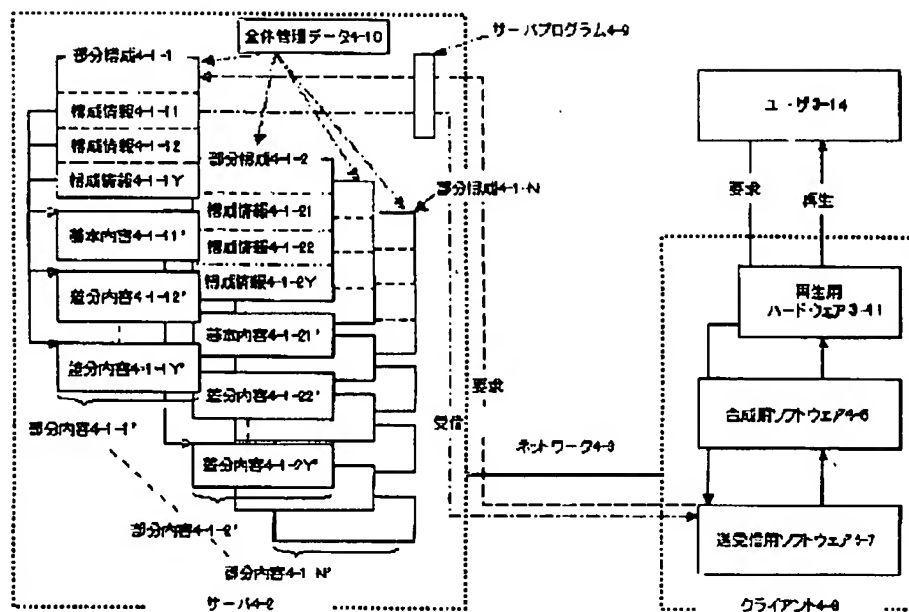 サーバプログラム4-9
全体管理データ4-10
部分構成4-1-1
構成情報4-1-11
構成情報4-1-12
構成情報4-1-1Y
部分構成4-1-2
部分構成4-1-N
構成情報4-1-21
構成情報4-1-22
構成情報4-1-2Y
基本内容4-1-11'
差分内容4-1-12'
差分内容4-1-1Y'
基本内容4-1-21'
差分内容4-1-22'
差分内容4-1-2Y'
部分内容4-1-1'
部分内容4-1-2'
部分内容4-1-N'
サーバ4-2
受信
要求
ネットワーク4-3
ユーザ3-14
要求
再生
再生用
ハードウェア3-11
合成用ソフトウェア4-6
送受信用ソフトウェア4-7
クライアント4-8